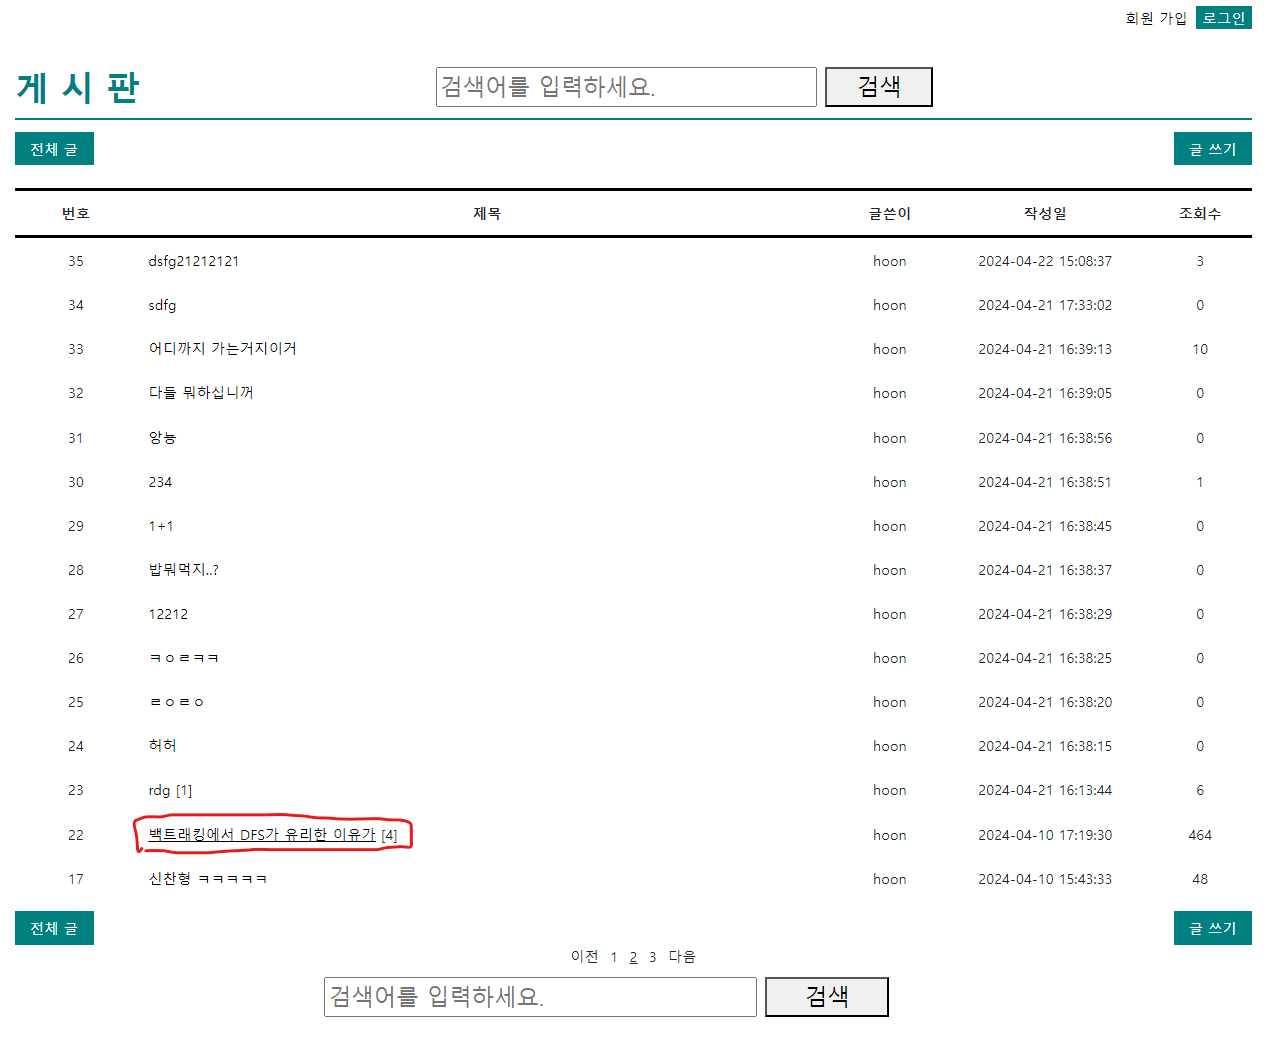 회원 가입 로그인
게 시 판 검색어를 입력하세요. 검색
전체 글 글 쓰기
번호 제목 글쓴이 작성일 조회수
35 dsfg21212121 hoon 2024-04-22 15:08:37 3
34 sdfg hoon 2024-04-21 17:33:02 0
33 어디까지 가는거지이거 hoon 2024-04-21 16:39:13 10
32 다들 뭐하십니꺼 hoon 2024-04-21 16:39:05 0
31 앙뇽 hoon 2024-04-21 16:38:56 0
30 234 hoon 2024-04-21 16:38:51 1
29 1+1 hoon 2024-04-21 16:38:45 0
28 밥뭐먹지..? hoon 2024-04-21 16:38:37 0
27 12212 hoon 2024-04-21 16:38:29 0
26 ㅋㅇㄹㅋㅋ hoon 2024-04-21 16:38:25 0
25 ㄹㅇㄹㅇ hoon 2024-04-21 16:38:20 0
24 허허 hoon 2024-04-21 16:38:15 0
23 rdg [1] hoon 2024-04-21 16:13:44 6
22 백트래킹에서 DFS가 유리한 이유가 [4] hoon 2024-04-10 17:19:30 464
17 신찬형 ㅋㅋㅋㅋㅋ hoon 2024-04-10 15:43:33 48
전체 글 글 쓰기
이전 1 2 3 다음
검색어를 입력하세요. 검색